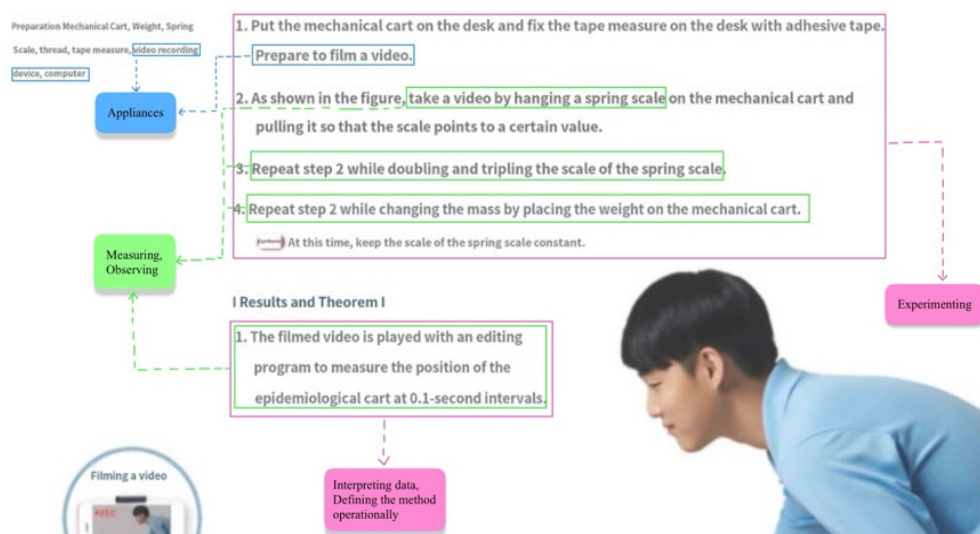 Preparation Mechanical Cart, Weight, Spring
Scale, thread, tape measure, video recording
device, computer
Appliances
1. Put the mechanical cart on the desk and fix the tape measure on the desk with adhesive tape.
Prepare to film a video.
2. As shown in the figure, take a video by hanging a spring scale on the mechanical cart and
pulling it so that the scale points to a certain value.
3. Repeat step 2 while doubling and tripling the scale of the spring scale.
4. Repeat step 2 while changing the mass by placing the weight on the mechanical cart.
At this time, keep the scale of the spring scale constant.
Measuring,
Observing
Experimenting
I Results and Theorem I
1. The filmed video is played with an editing
program to measure the position of the
epidemiological cart at 0.1-second intervals.
Interpreting data,
Defining the method
operationally
Filming a video
REC